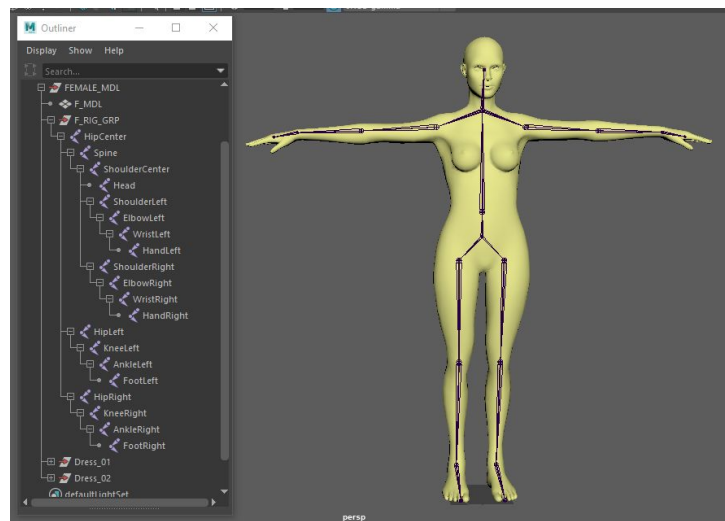 Outliner
Display Show Help
Search...
FEMALE_MDL
F_MDL
F_RIG_GRP
HipCenter
Spine
ShoulderCenter
Head
ShoulderLeft
ElbowLeft
WristLeft
HandLeft
ShoulderRight
ElbowRight
WristRight
HandRight
HipLeft
KneeLeft
AnkleLeft
FootLeft
HipRight
KneeRight
AnkleRight
FootRight
Dress_01
Dress_02
defaultLightSet
persp